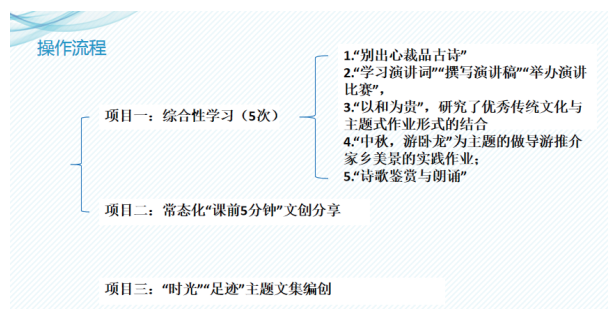 操作流程
1.“别出心裁品古诗”
2.“学习演讲词”“撰写演讲稿”“举办演讲
比赛”，
项目一：综合性学习（5次）
3.“以和为贵”，研究了优秀传统文化与
主题式作业形式的结合
4.“中秋，游卧龙”为主题的做导游推介
家乡美景的实践作业；
5.“诗歌鉴赏与朗诵”
项目二：常态化“课前5分钟”文创分享
项目三：“时光”“足迹”主题文集编创